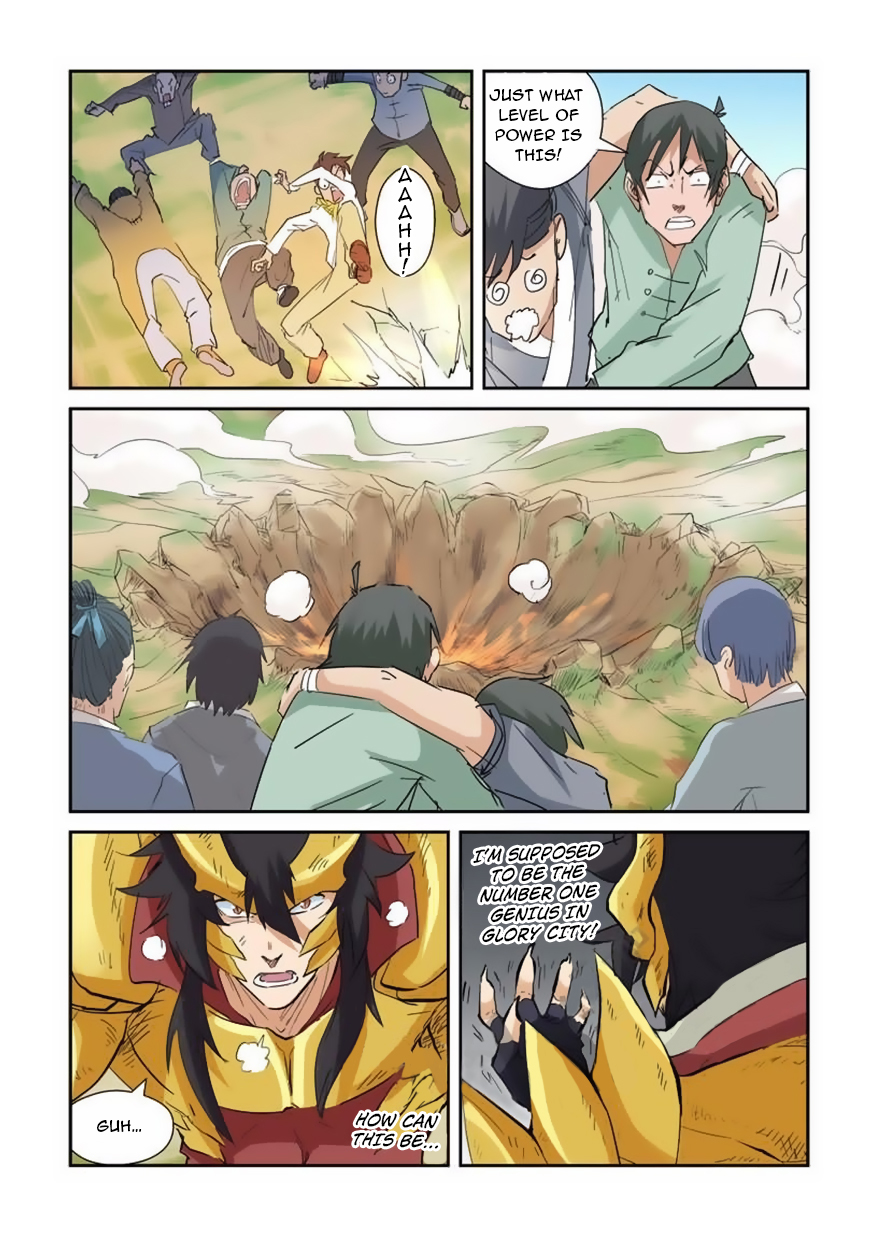 AAAHH!
JUST WHAT
LEVEL OF
POWER IS
THIS!
GUH...
HOW CAN
THIS BE...
I'M SUPPOSED
TO BE THE
NUMBER ONE
GENIUS IN
GLORY CITY!